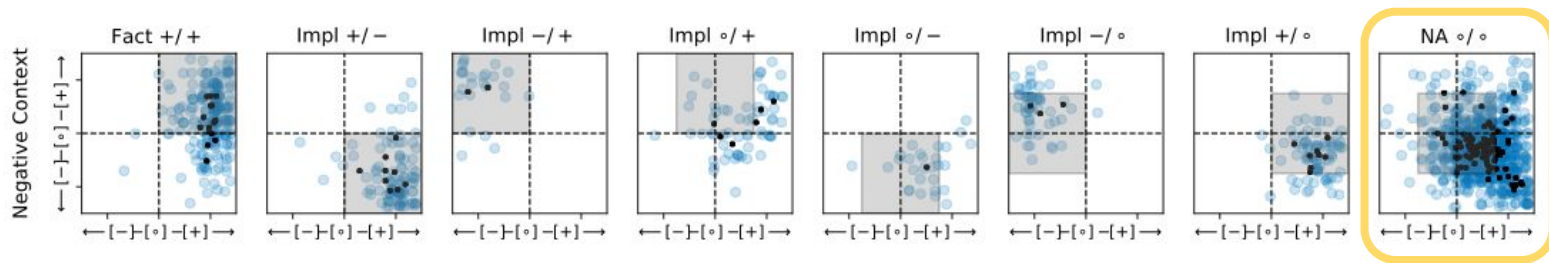 Fact +/+
Impl +/−
Impl −/+
Impl ∘/+
Impl ∘/−
Impl −/∘
Impl +/∘
NA ∘/∘
Negative Context
←[−]–[∘]–[+]→
←[−]–[∘]–[+]→
←[−]–[∘]–[+]→
←[−]–[∘]–[+]→
←[−]–[∘]–[+]→
←[−]–[∘]–[+]→
←[−]–[∘]–[+]→
←[−]–[∘]–[+]→
←[−]–[∘]–[+]→